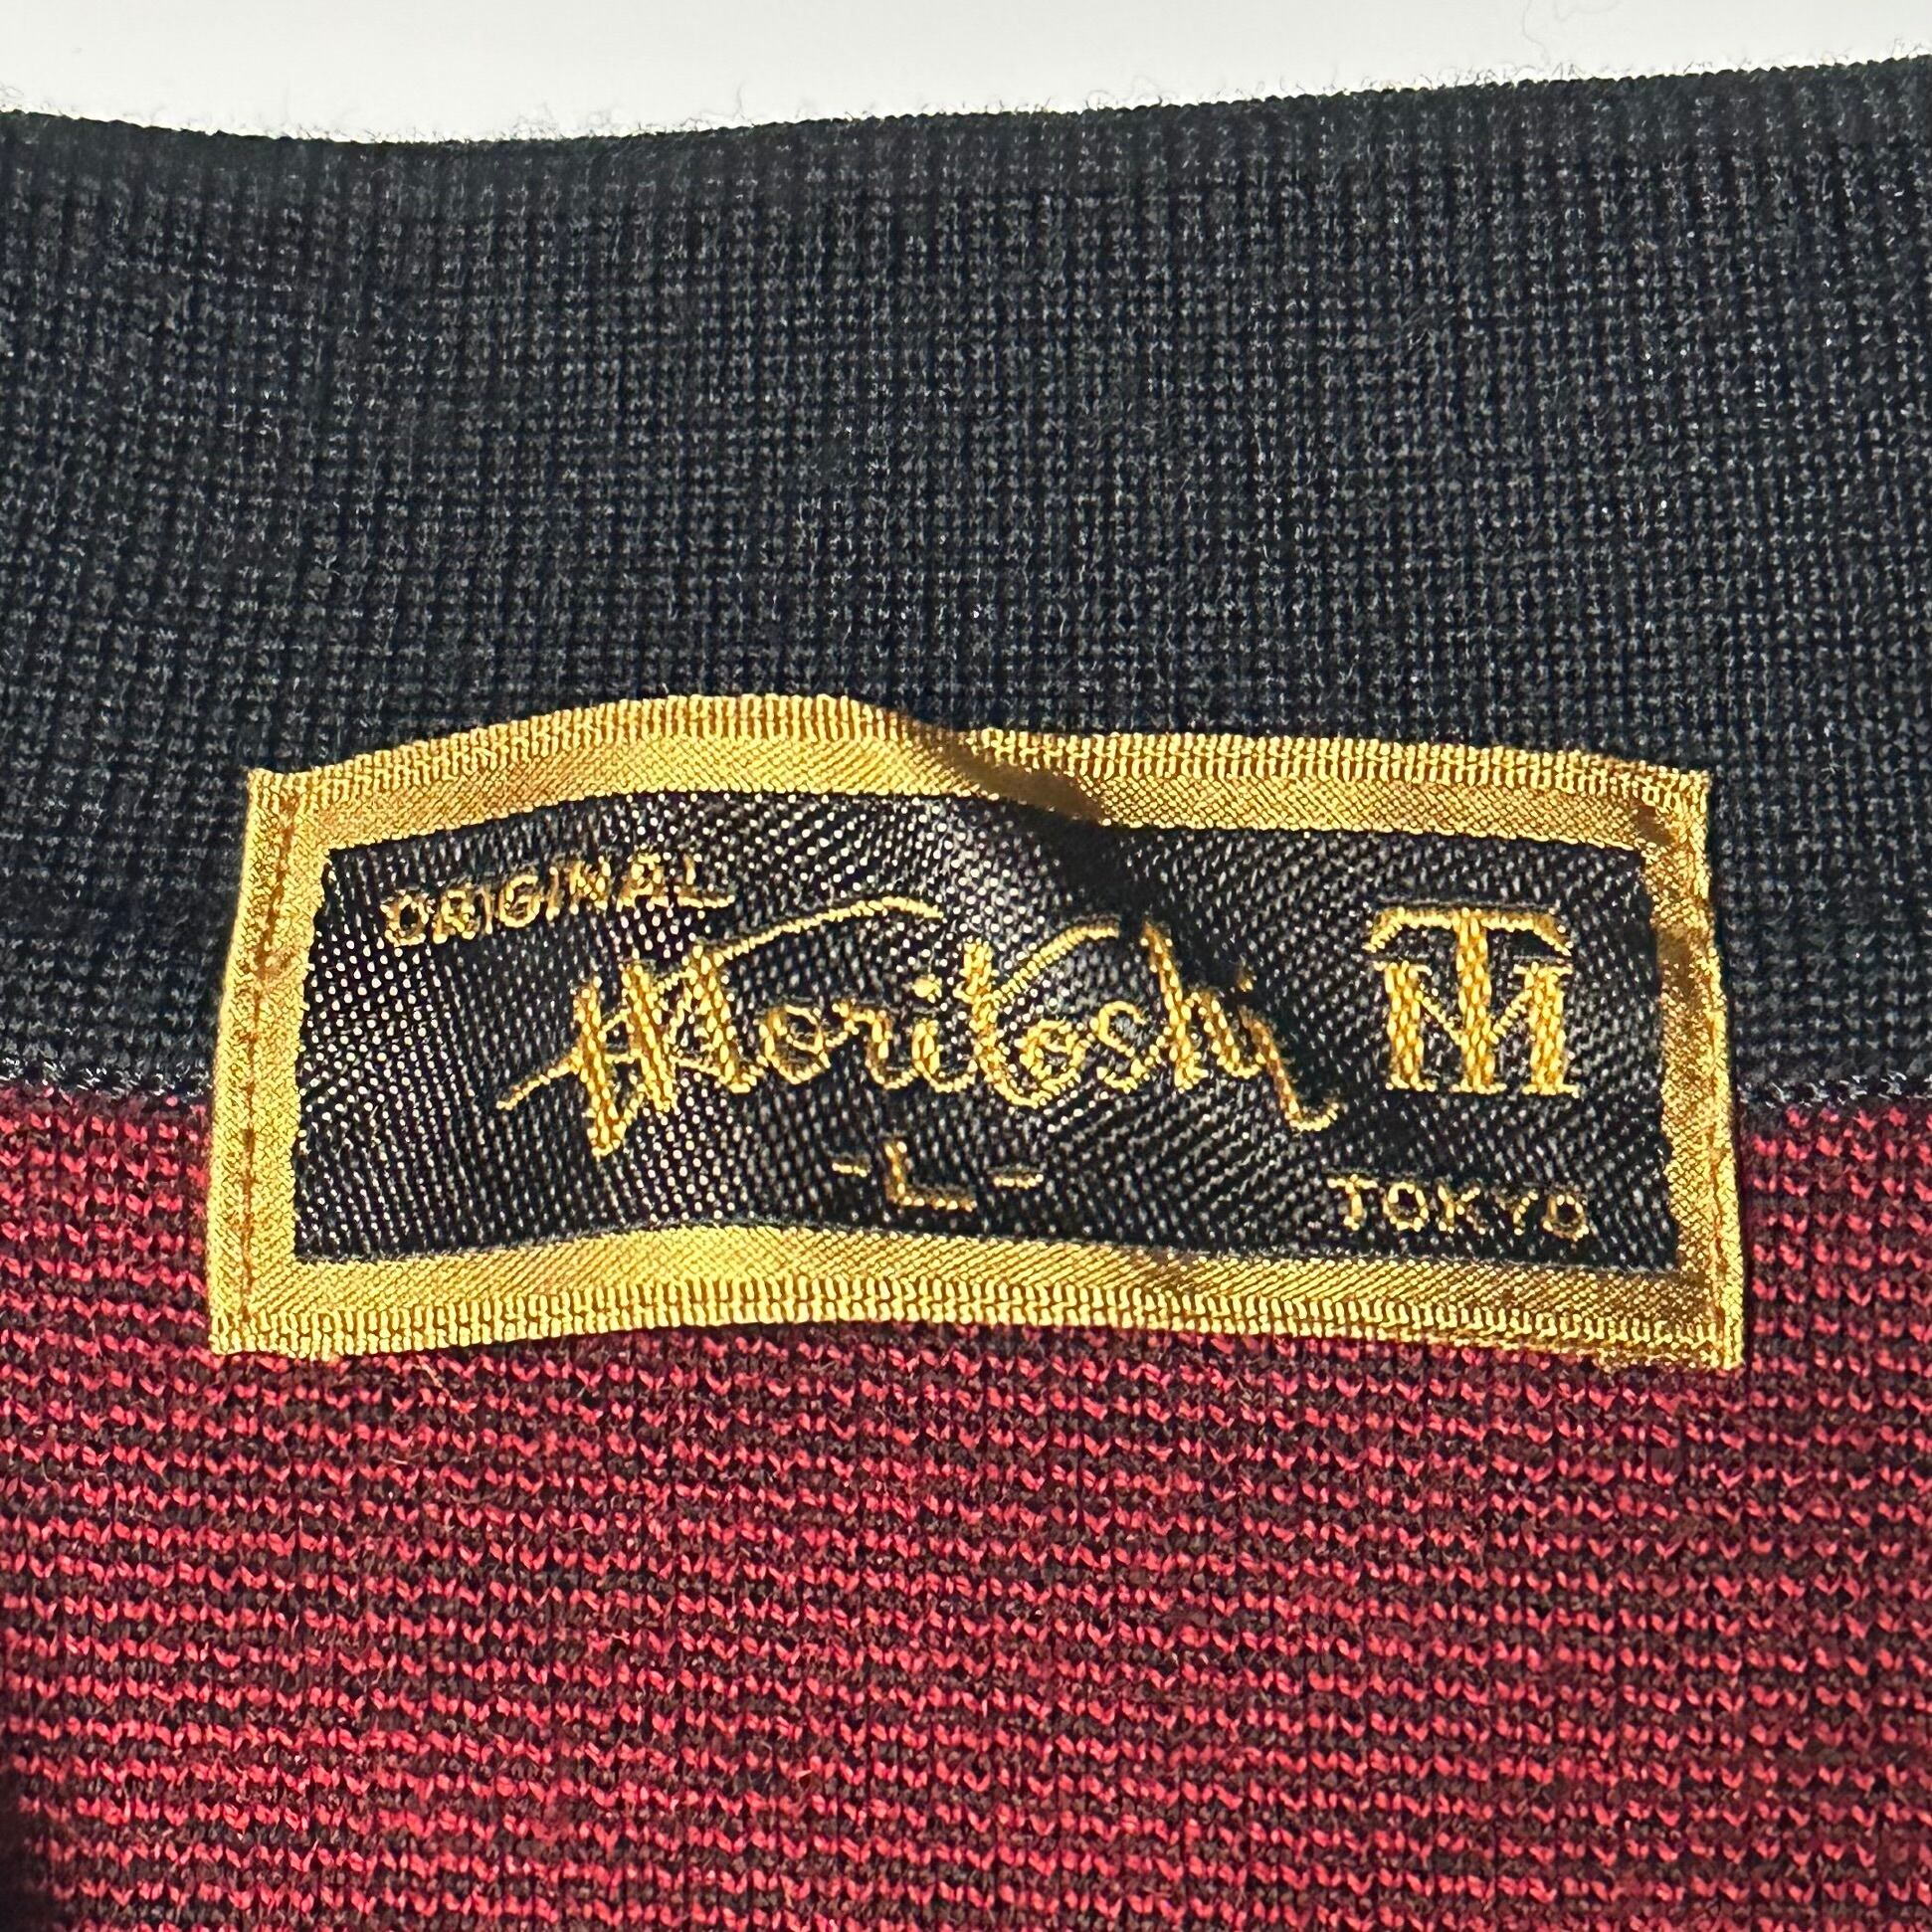 ORIGINAL
Moritoshi
TM
-L-
TOKYO